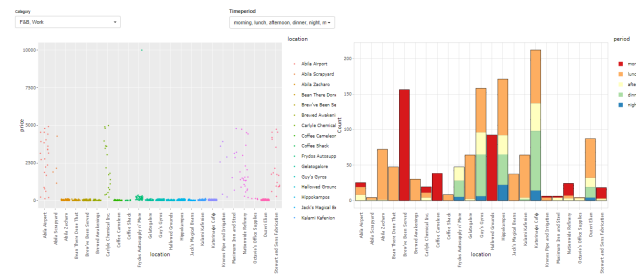 Category
F&B, Work
Timeperiod
morning, lunch, afternoon, dinner, night, m
location
period
10000
7500
5000
2500
0
price
Abila Airport
Abila Scrapyard
Abila Zacharo
Been There Done
Brew've Been Se
Brewed Awakeni
Carlyle Chemical
Coffee Cameleon
Coffee Shack
Frydos Autosupp
Gelatogalore
Guy's Gyros
Hallowed Ground
Hippokampos
Jack's Magical Be
Kalami Kafenion
200
150
100
50
0
Count
mor
lunc
afte
dinn
nigh
Abila Airport
Abila Scrapyard
Abila Zacharo
Been There Done That
Brew've Been Served
Brewed Awakenings
Carlyle Chemical Inc.
Coffee Cameleon
Coffee Shack
Frydos Autosupply n' More
Gelatogalore
Guy's Gyros
Hallowed Grounds
Hippokampos
Jack's Magical Beans
Kalami Kafenion
Katerina's Cafe
Kronos Pipe and Irrigation
Maximum Iron and Steel
Nationwide Refinery
Octavio's Office Supplies
Ouzeri Elian
Stewart and Sons Fabrication
location
location